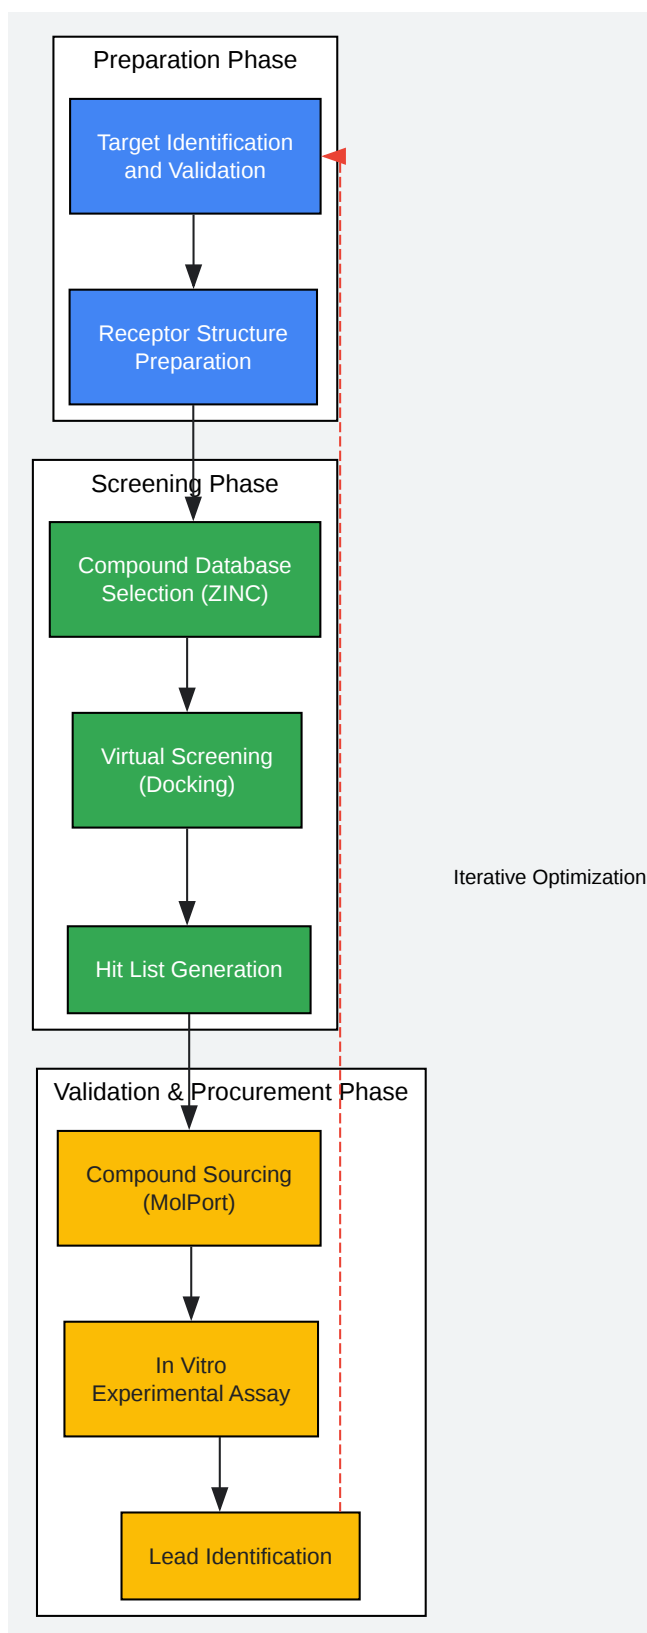 Preparation Phase
Target Identification
and Validation
Receptor Structure
Preparation
Screening Phase
Compound Database
Selection (ZINC)
Virtual Screening
(Docking)
Iterative Optimization
Hit List Generation
Validation & Procurement Phase
Compound Sourcing
(MolPort)
In Vitro
Experimental Assay
Lead Identification